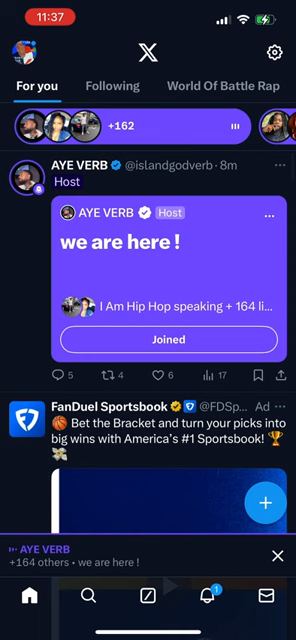 11:37
For you
Following
World Of Battle Rap
+162
AYE VERB @islandgodverb · 8m
Host
AYE VERB Host
we are here !
I Am Hip Hop speaking + 164 li...
Joined
5
4
6
17
FanDuel Sportsbook @FDSp... Ad
🏀 Bet the Bracket and turn your picks into
big wins with America's #1 Sportsbook! 🏆
💸
AYE VERB
+164 others • we are here !
1